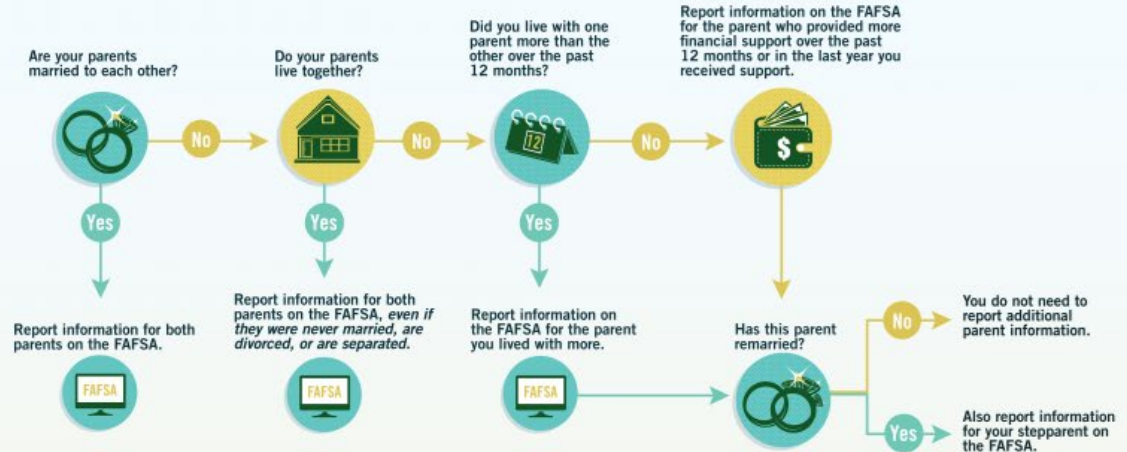 Are your parents
married to each other?
No
Yes
Report information for both
parents on the FAFSA.
FAFSA
Do your parents
live together?
No
Yes
Report information for both
parents on the FAFSA, even if
they were never married, are
divorced, or are separated.
FAFSA
Did you live with one
parent more than the
other over the past
12 months?
12
No
Yes
Report information on
the FAFSA for the parent
you lived with more.
FAFSA
Report information on the FAFSA
for the parent who provided more
financial support over the past
12 months or in the last year you
received support.
$
Has this parent
remarried?
No
You do not need to
report additional
parent information.
Yes
Also report information
for your stepparent on
the FAFSA.